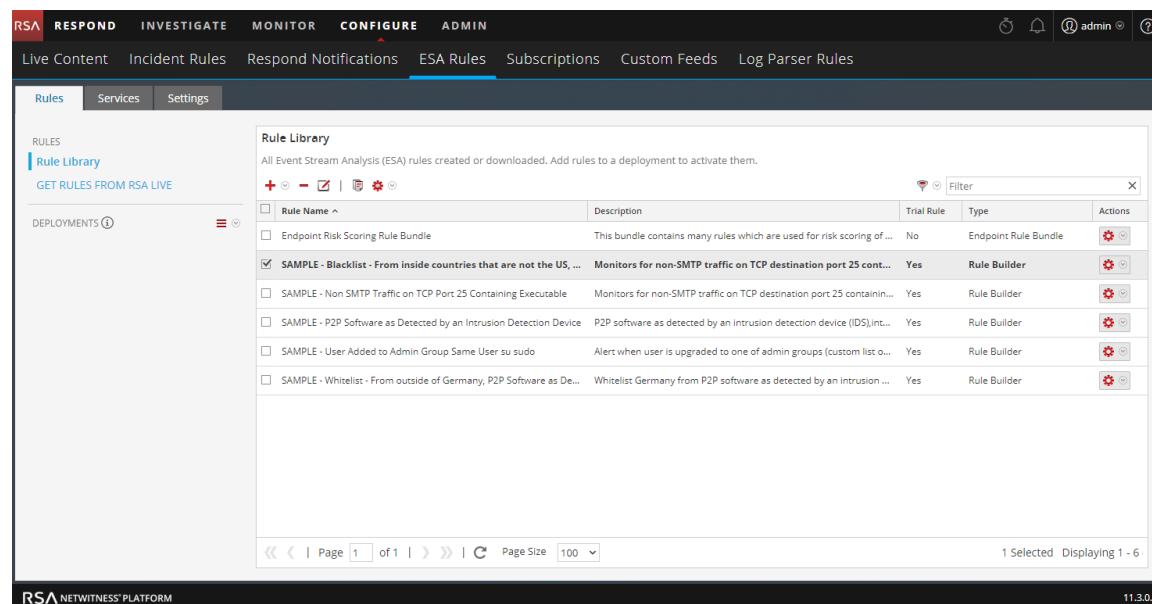 RSA RESPOND INVESTIGATE MONITOR CONFIGURE ADMIN admin
Live Content Incident Rules Respond Notifications ESA Rules Subscriptions Custom Feeds Log Parser Rules
Rules Services Settings
RULES
Rule Library
GET RULES FROM RSA LIVE
DEPLOYMENTS
Rule Library
All Event Stream Analysis (ESA) rules created or downloaded. Add rules to a deployment to activate them.
Filter
Rule Name Description Trial Rule Type Actions
Endpoint Risk Scoring Rule Bundle This bundle contains many rules which are used for risk scoring of ... No Endpoint Rule Bundle
SAMPLE - Blacklist - From inside countries that are not the US, ... Monitors for non-SMTP traffic on TCP destination port 25 cont... Yes Rule Builder
SAMPLE - Non SMTP Traffic on TCP Port 25 Containing Executable Monitors for non-SMTP traffic on TCP destination port 25 containin... Yes Rule Builder
SAMPLE - P2P Software as Detected by an Intrusion Detection Device P2P software as detected by an intrusion detection device (IDS),int... Yes Rule Builder
SAMPLE - User Added to Admin Group Same User su sudo Alert when user is upgraded to one of admin groups (custom list o... Yes Rule Builder
SAMPLE - Whitelist - From outside of Germany, P2P Software as De... Whitelist Germany from P2P software as detected by an intrusion ... Yes Rule Builder
Page 1 of 1 Page Size 100 1 Selected Displaying 1 - 6
RSA NETWITNESS® PLATFORM 11.3.0.